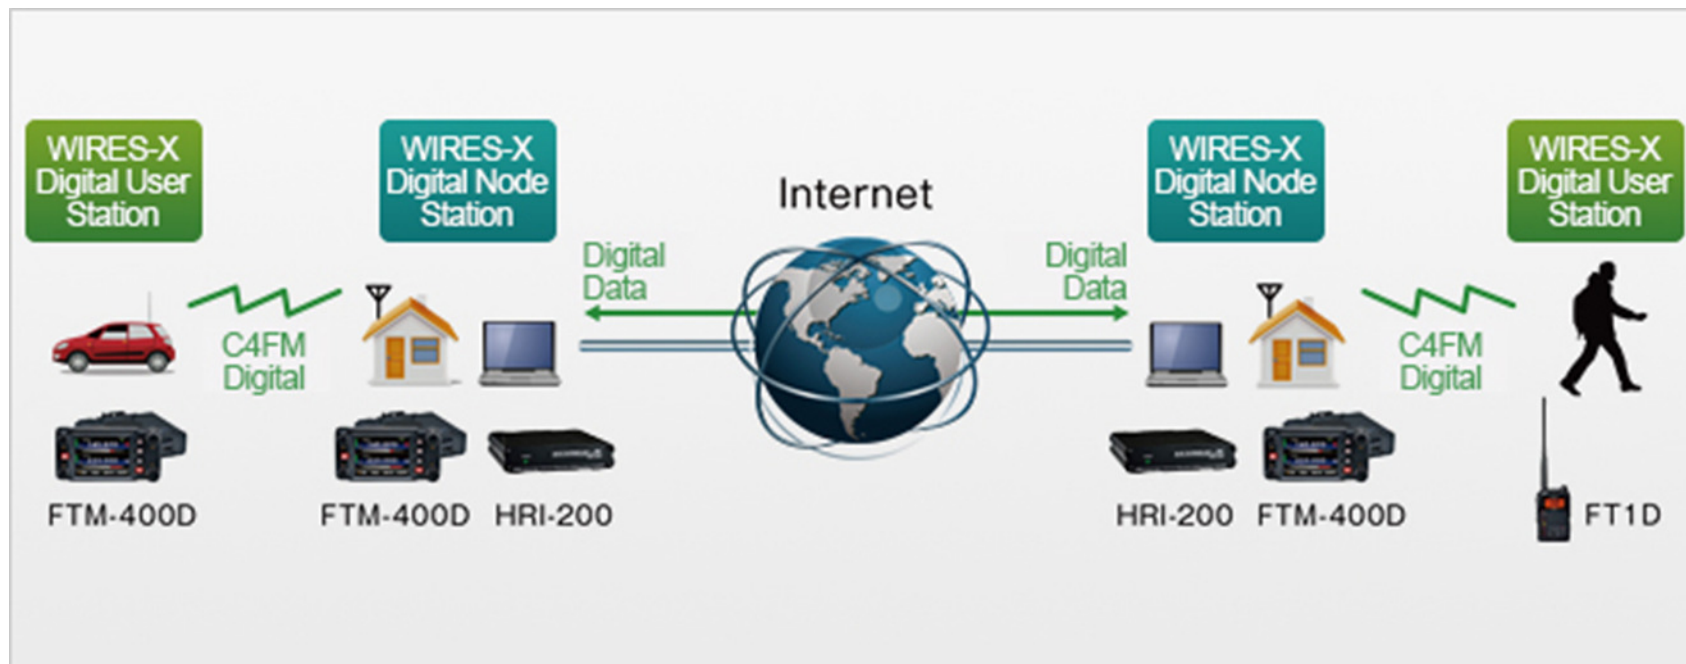 WIRES-X
Digital User
Station
WIRES-X
Digital Node
Station
Internet
WIRES-X
Digital Node
Station
WIRES-X
Digital User
Station
Digital
Data
Digital
Data
C4FM
Digital
C4FM
Digital
FTM-400D
FTM-400D
HRI-200
HRI-200
FTM-400D
FT1D